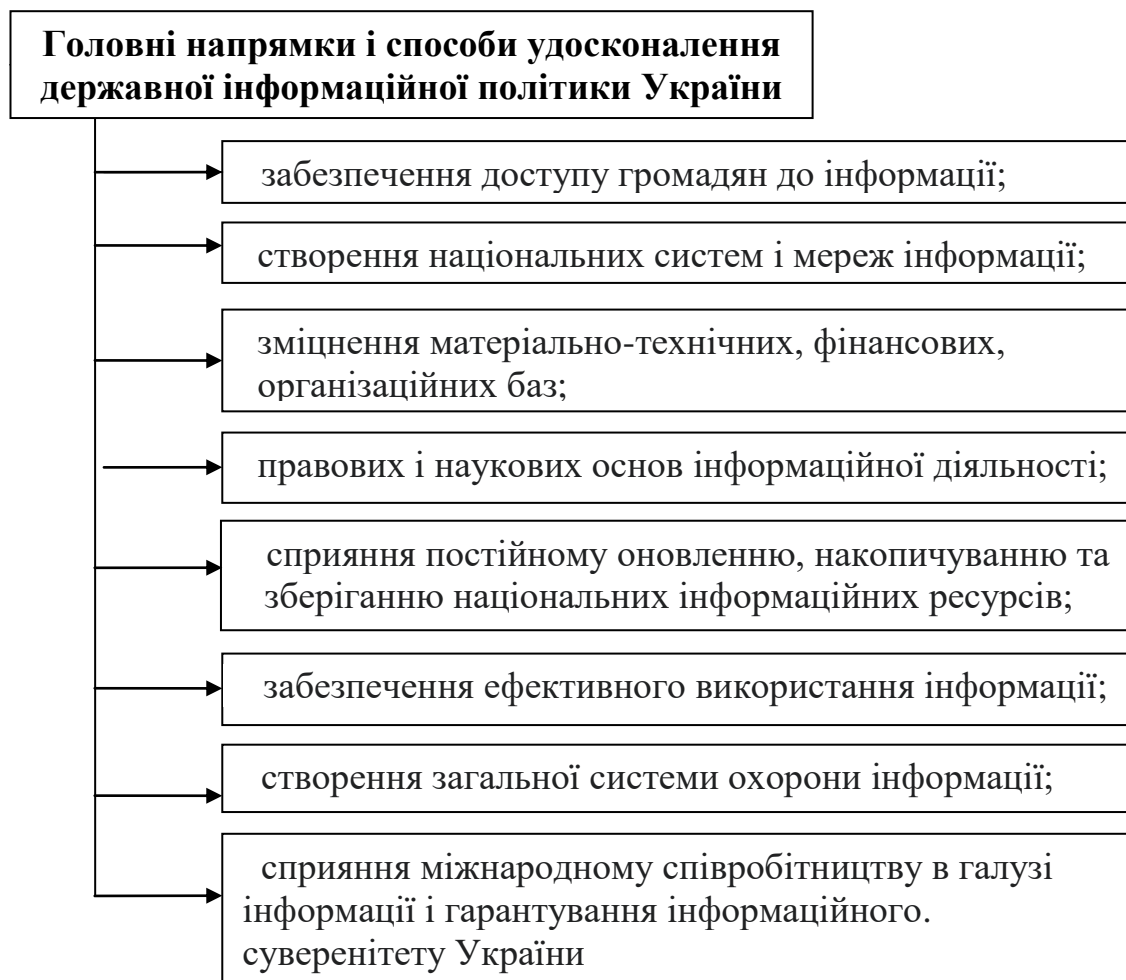 Головні напрямки і способи удосконалення
державної інформаційної політики України
забезпечення доступу громадян до інформації;
створення національних систем і мереж інформації;
зміцнення матеріально-технічних, фінансових,
організаційних баз;
правових і наукових основ інформаційної діяльності;
сприяння постійному оновленню, накопичуванню та
зберіганню національних інформаційних ресурсів;
забезпечення ефективного використання інформації;
створення загальної системи охорони інформації;
сприяння міжнародному співробітництву в галузі
інформації і гарантування інформаційного.
суверенітету України